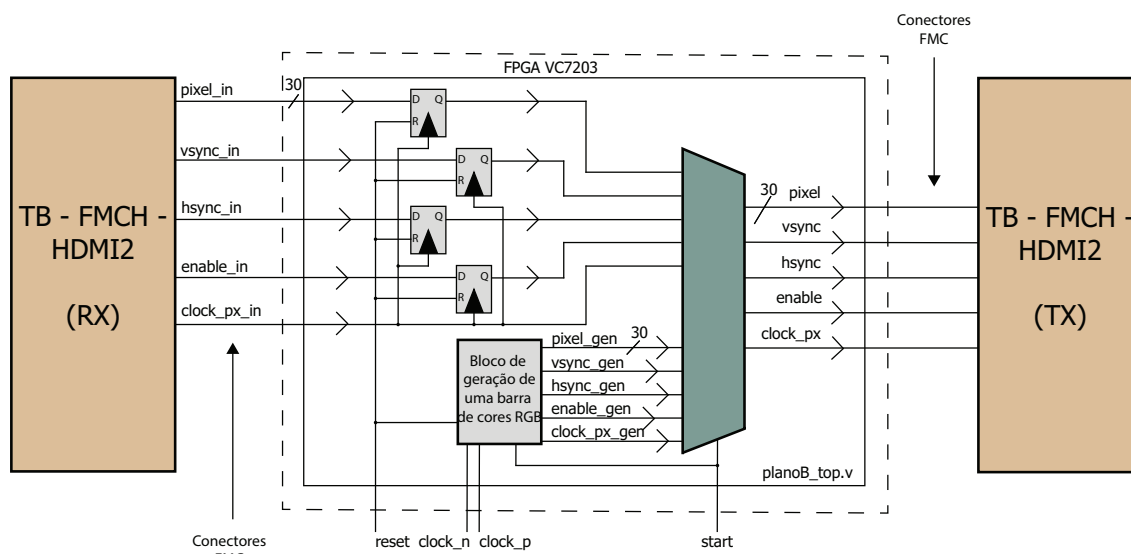 Conectores
FMC
FPGA VC7203
TB - FMCH -
HDMI2
(RX)
pixel_in
30
vsync_in
hsync_in
enable_in
clock_px_in
D Q
R
D Q
R
D Q
R
D Q
R
30
pixel
vsync
hsync
enable
clock_px
TB - FMCH -
HDMI2
(TX)
Bloco de
geração de
uma barra
de cores RGB
pixel_gen
30
vsync_gen
hsync_gen
enable_gen
clock_px_gen
planoB_top.v
Conectores
reset clock_n clock_p
start